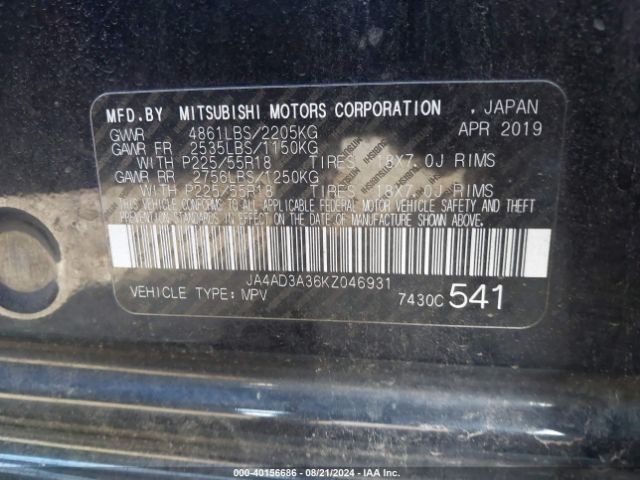 MFD.BY MITSUBISHI MOTORS CORPORATION . JAPAN
GVWR 4861LBS/2205KG APR 2019
GAWR FR 2535LBS/1150KG
WITH P225/55R18 TIRES 18X7.0J RIMS
GAWR RR 2756LBS/1250KG
WITH P225/55R18 TIRES 18X7.0J RIMS
THIS VEHICLE CONFORMS TO ALL APPLICABLE FEDERAL MOTOR VEHICLE SAFETY AND THEFT
PREVENTION STANDARDS IN EFFECT ON THE DATE OF MANUFACTURE SHOWN ABOVE.
JA4AD3A36KZ046931
VEHICLE TYPE: MPV 7430C 541
000-40156686 - 08/21/2024 - IAA Inc.